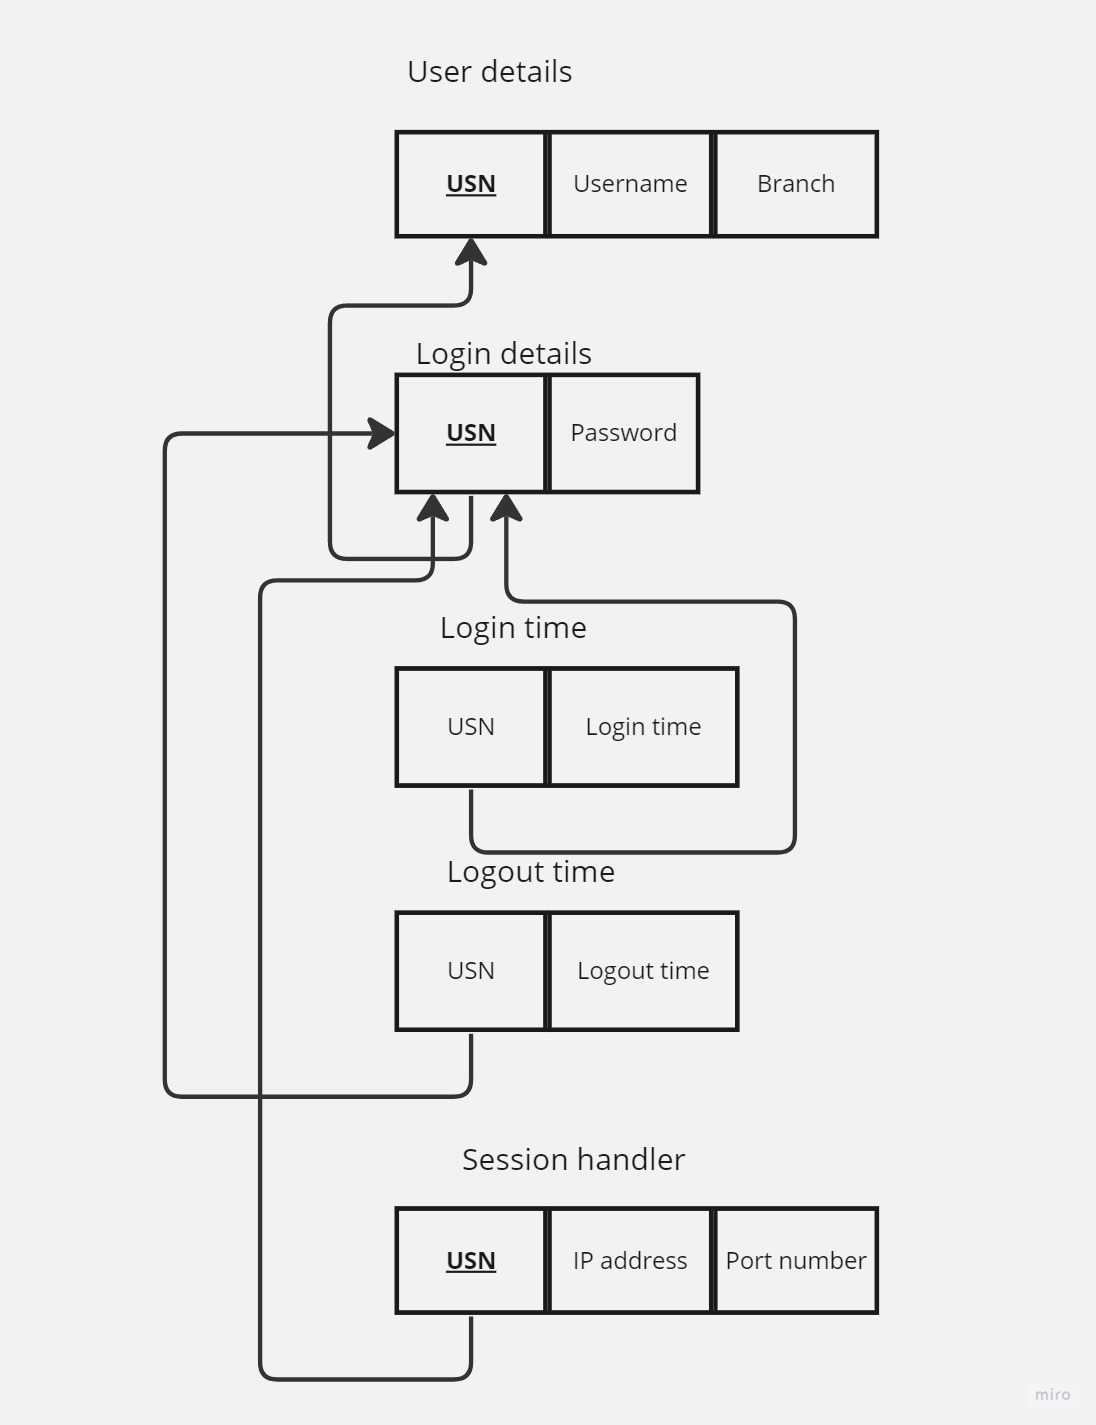 User details
USN
Username
Branch
Login details
USN
Password
Login time
USN
Login time
Logout time
USN
Logout time
Session handler
USN
IP address
Port number
miro